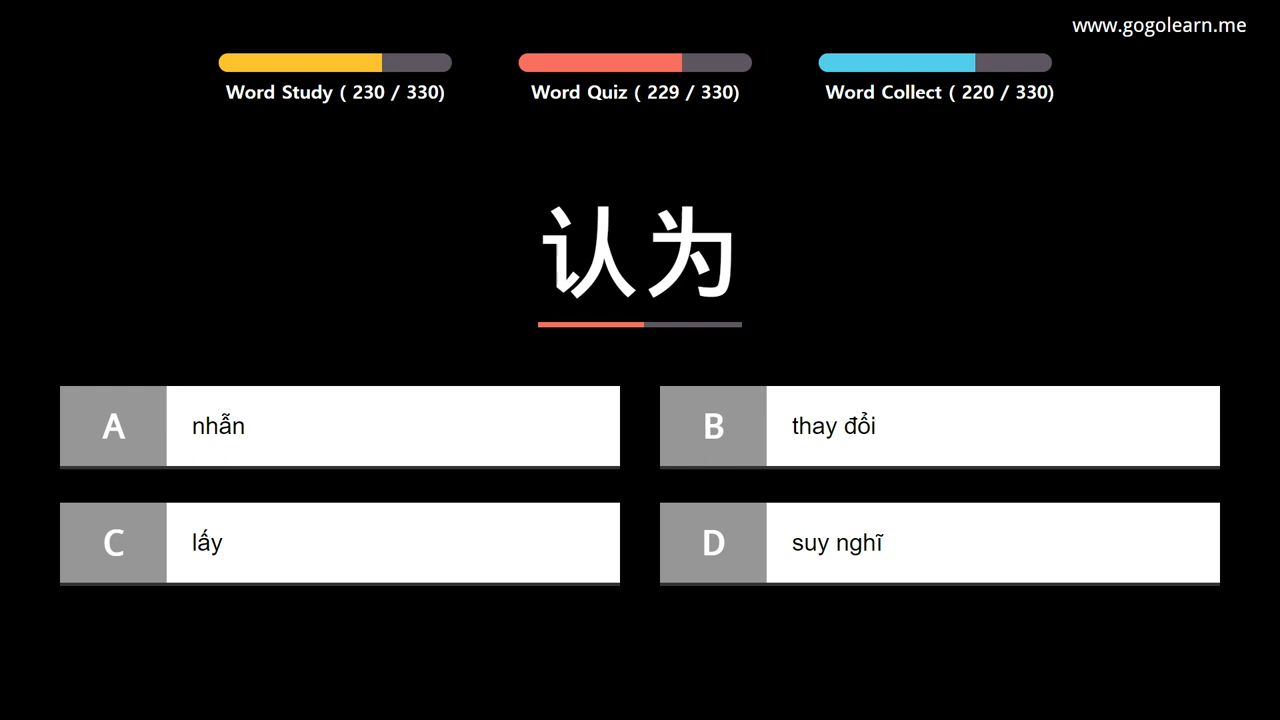 www.gogolearn.me
Word Study ( 230 / 330)
Word Quiz ( 229 / 330)
Word Collect ( 220 / 330)
认为
A nhẫn
B thay đổi
C lấy
D suy nghĩ